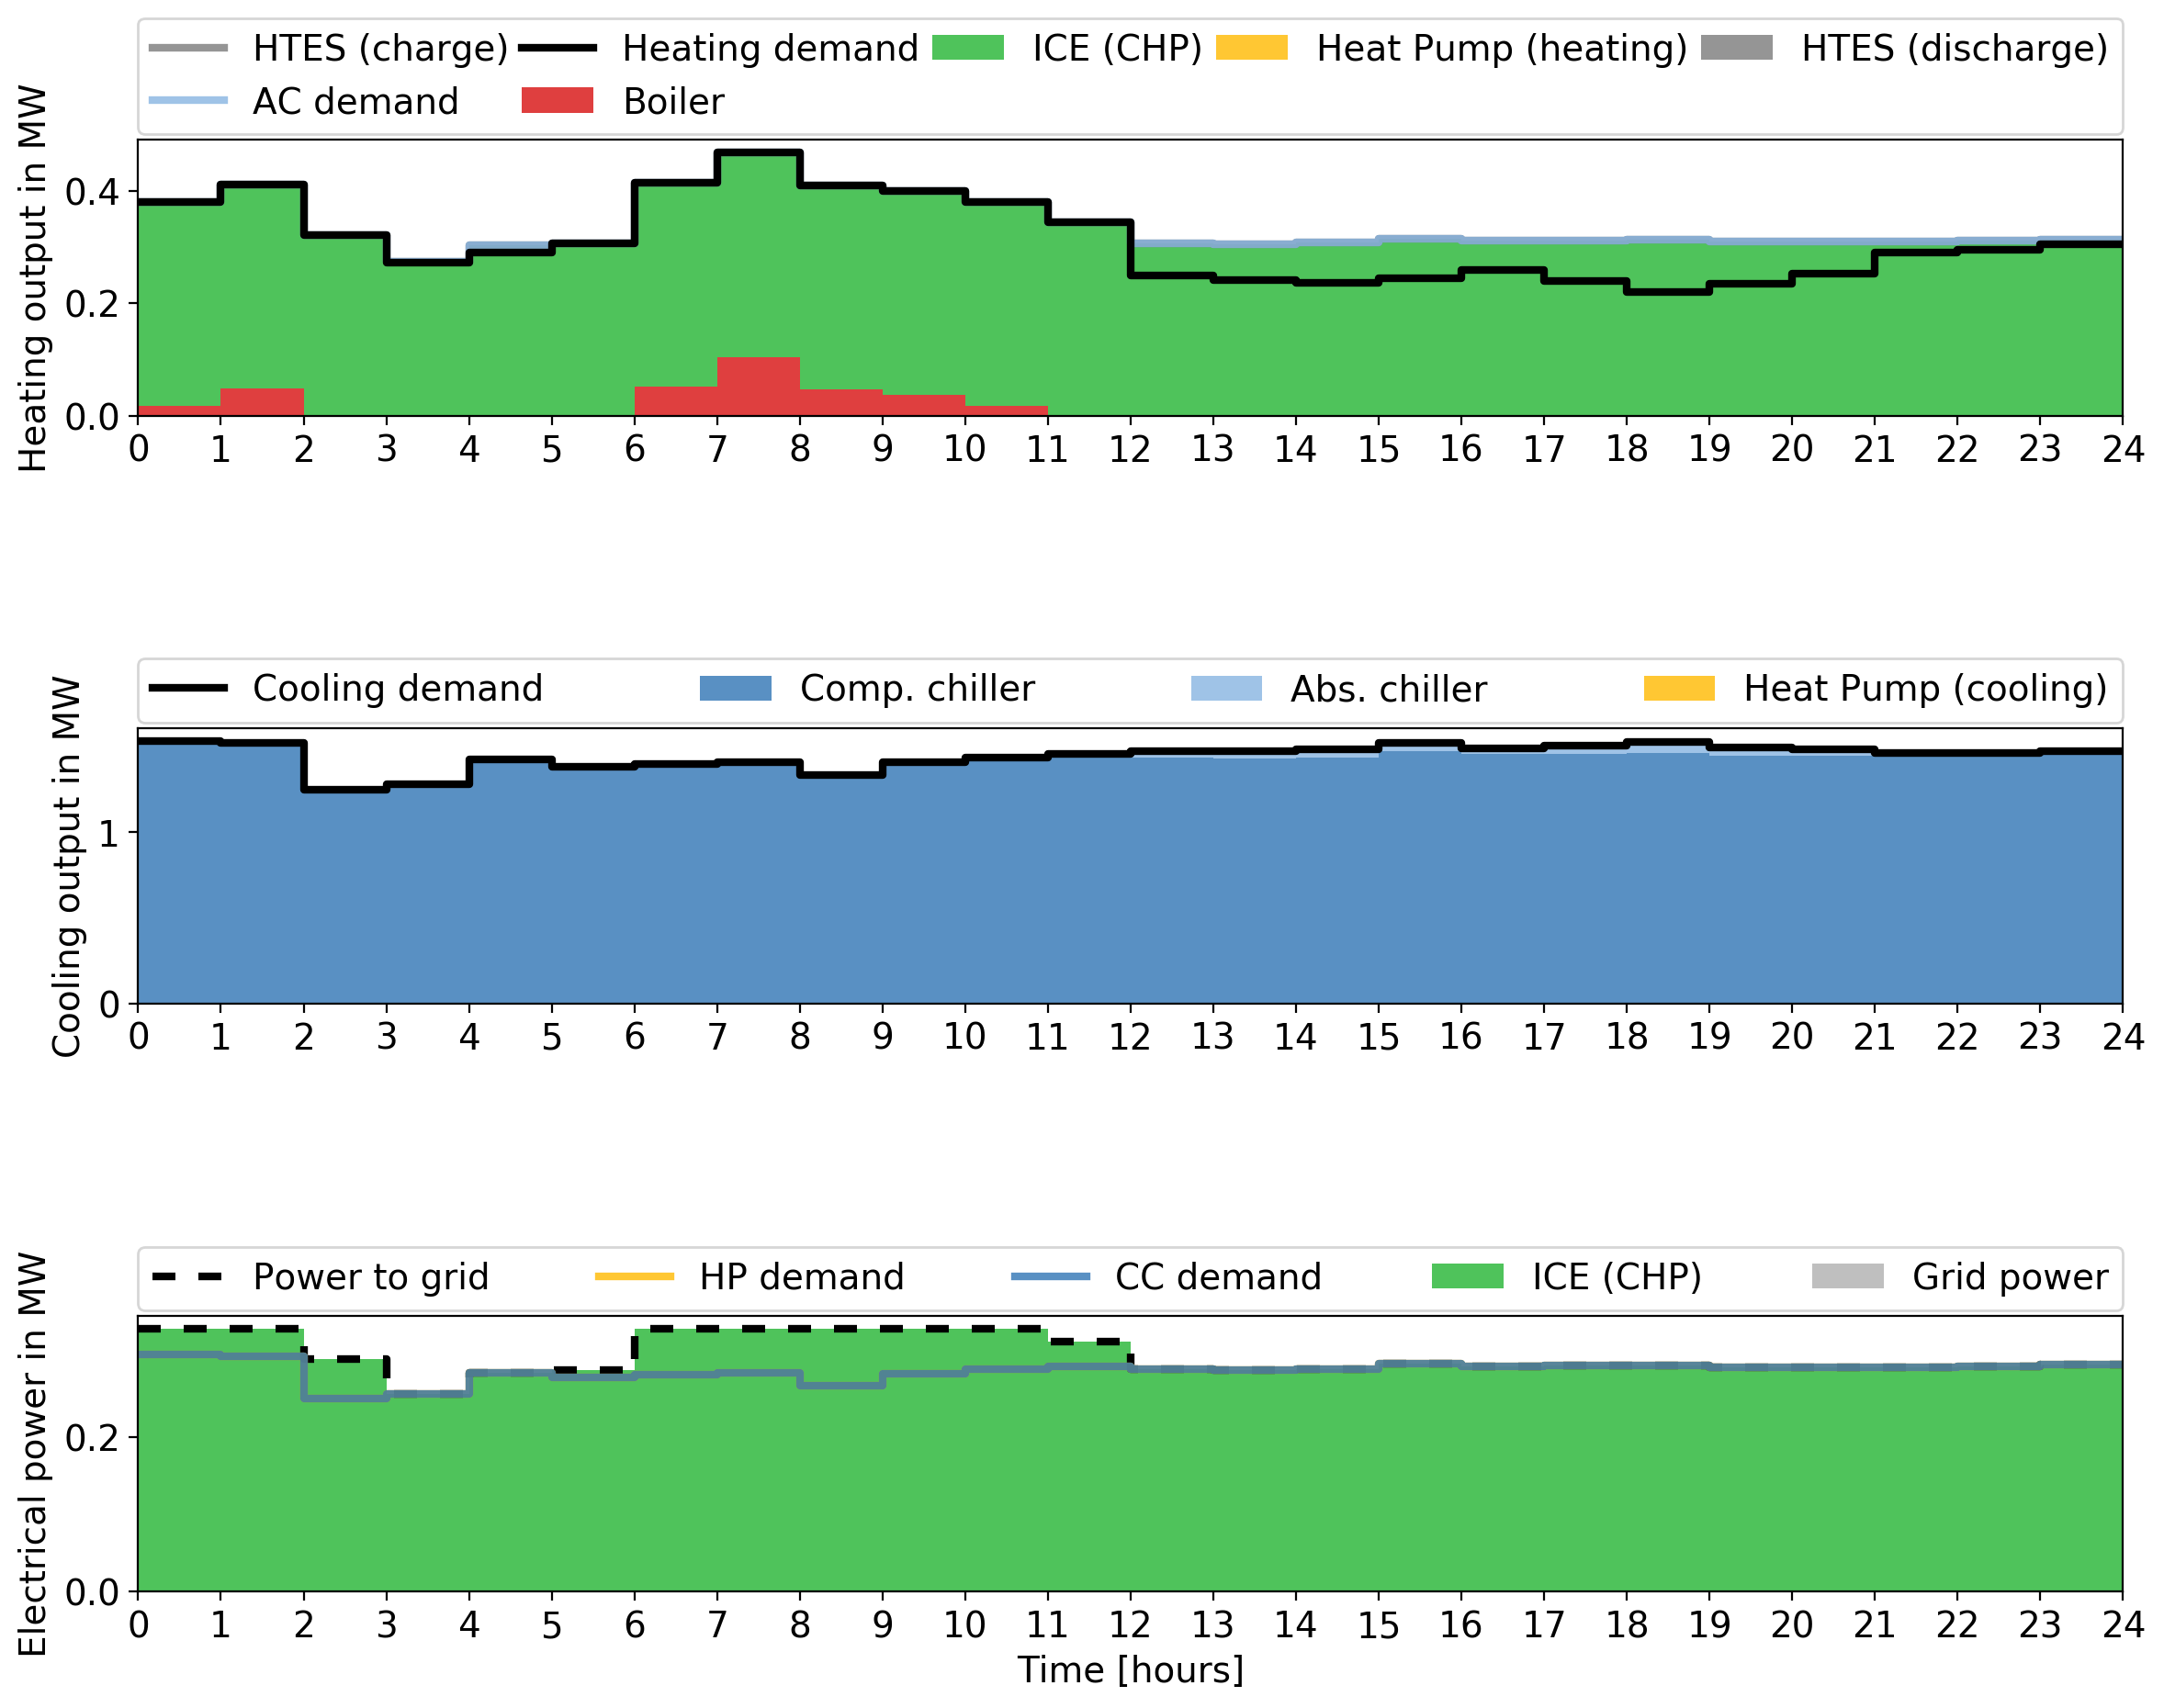 HTES (charge) Heating demand ICE (CHP) Heat Pump (heating) HTES (discharge)
AC demand Boiler
Heating output in MW
0.4
0.2
0.0
0 1 2 3 4 5 6 7 8 9 10 11 12 13 14 15 16 17 18 19 20 21 22 23 24
Cooling demand Comp. chiller Abs. chiller Heat Pump (cooling)
Cooling output in MW
1
0
0 1 2 3 4 5 6 7 8 9 10 11 12 13 14 15 16 17 18 19 20 21 22 23 24
Power to grid HP demand CC demand ICE (CHP) Grid power
Electrical power in MW
0.2
0.0
0 1 2 3 4 5 6 7 8 9 10 11 12 13 14 15 16 17 18 19 20 21 22 23 24
Time [hours]